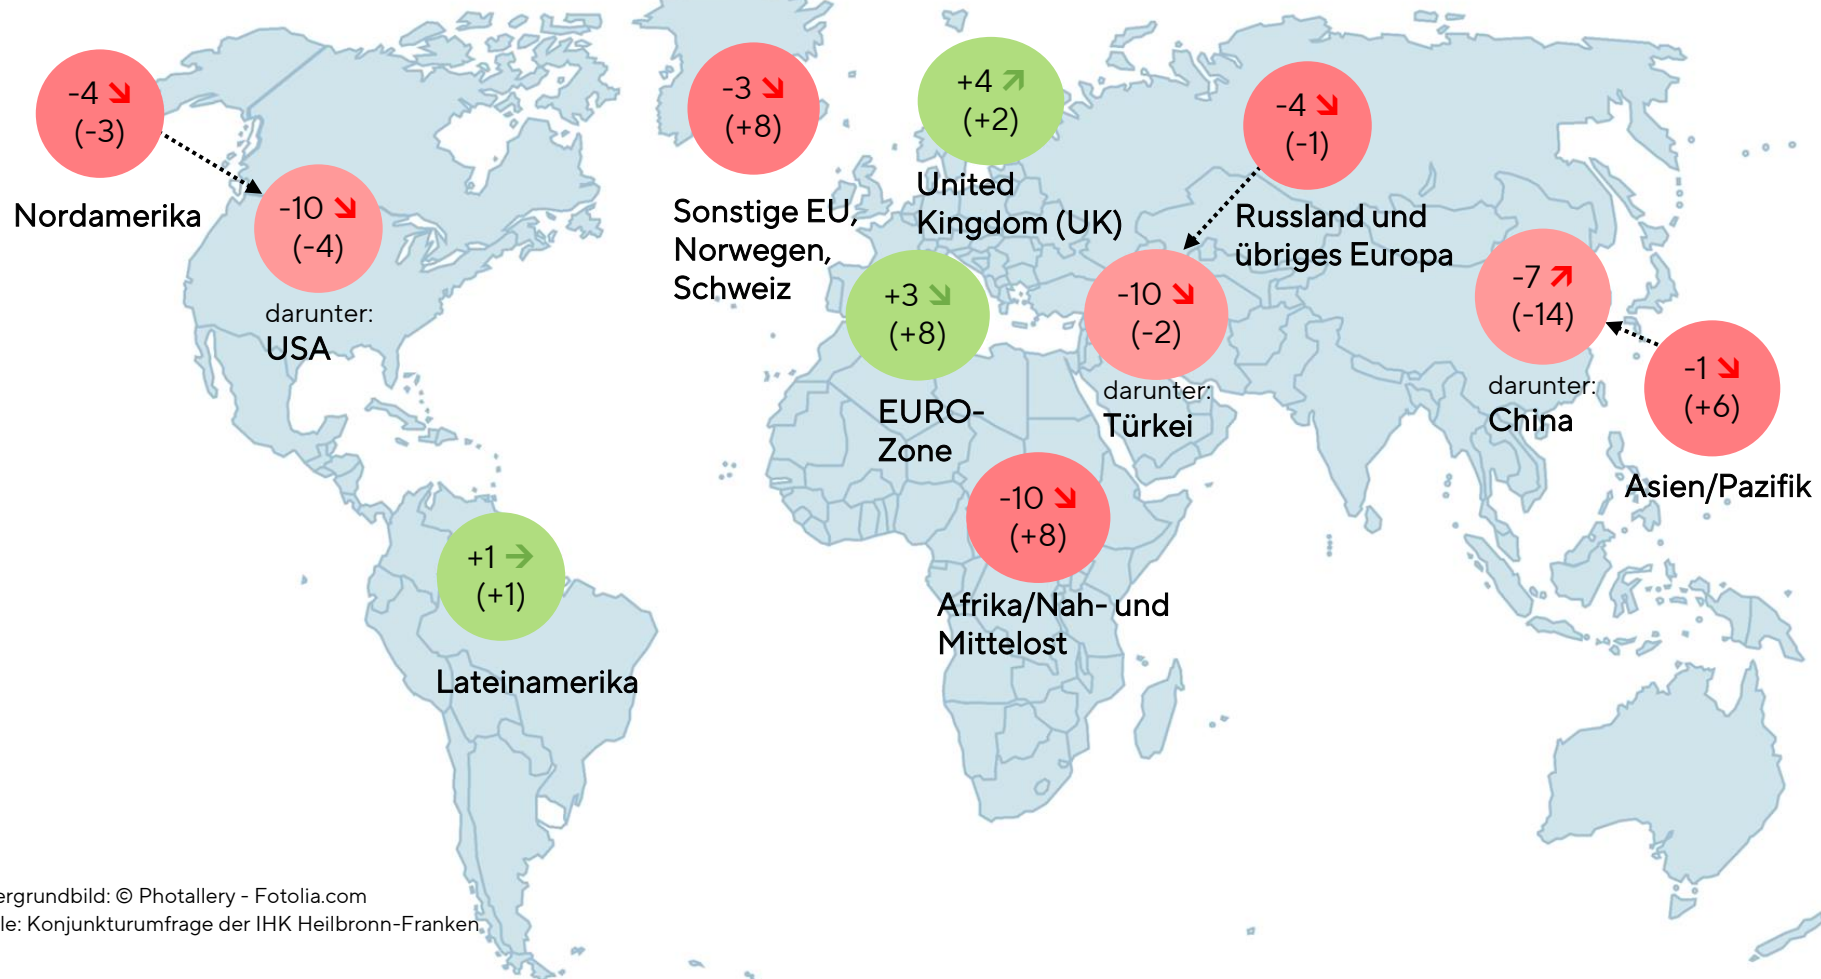 -4 ↘
(-3)
Nordamerika
-10 ↘
(-4)
darunter:
USA
-3 ↘
(+8)
Sonstige EU,
Norwegen,
Schweiz
+4 ↗
(+2)
United
Kingdom (UK)
-4 ↘
(-1)
Russland und
übriges Europa
+3 ↘
(+8)
EURO-
Zone
-10 ↘
(-2)
darunter:
Türkei
-7 ↗
(-14)
darunter:
China
-1 ↘
(+6)
Asien/Pazifik
-10 ↘
(+8)
Afrika/Nah- und
Mittelost
+1 →
(+1)
Lateinamerika
ergrundbild: © Photallery - Fotolia.com
le: Konjunkturumfrage der IHK Heilbronn-Franken